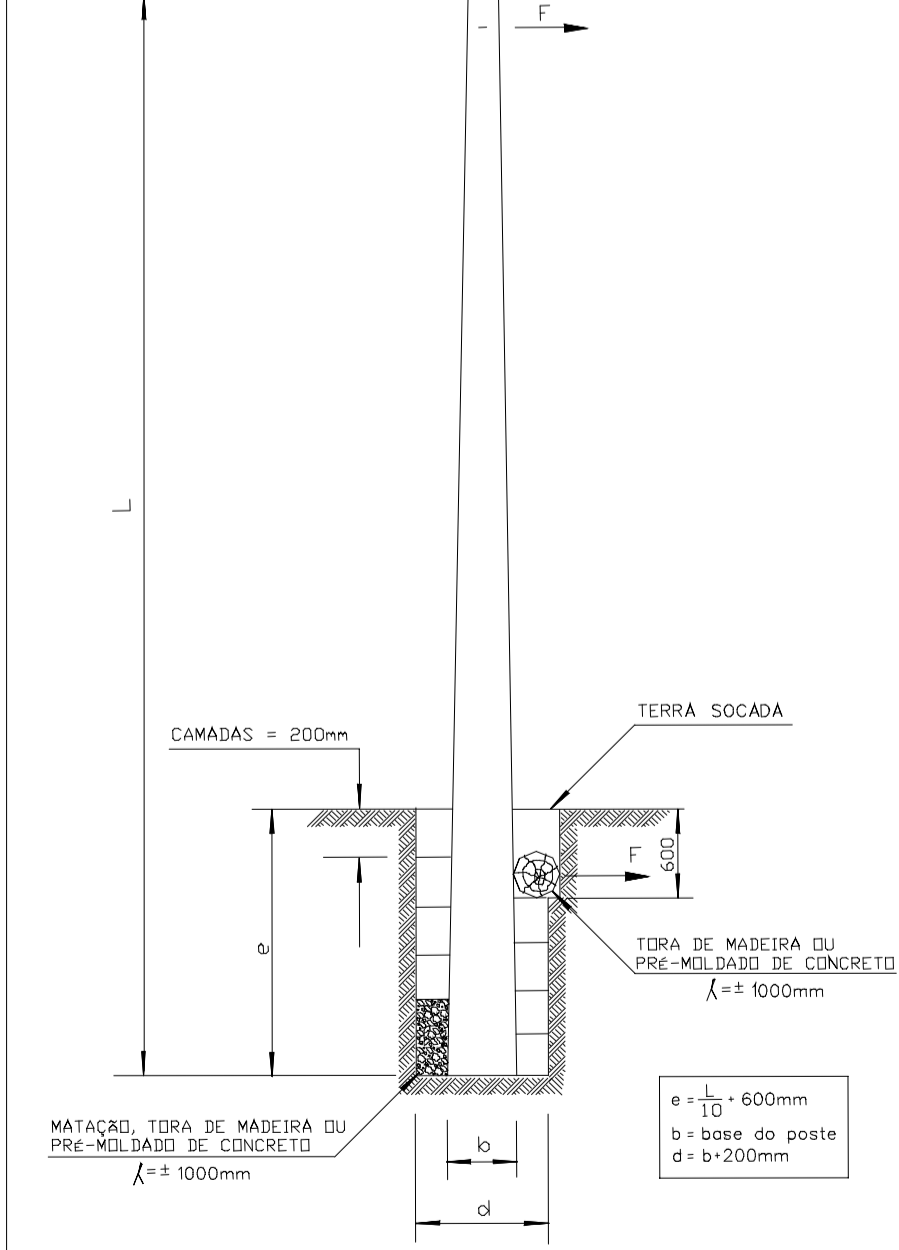 F
L
CAMADAS = 200mm
TERRA SOCADA
F
600
e
TORA DE MADEIRA OU
PRÉ-MOLDADO DE CONCRETO
λ=± 1000mm
MATAÇÃO, TORA DE MADEIRA OU
PRÉ-MOLDADO DE CONCRETO
λ=± 1000mm
b
d
e = L/10 + 600mm
b = base do poste
d = b+200mm